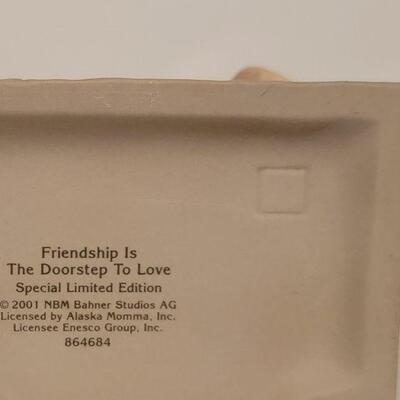 Friendship Is
The Doorstep To Love
Special Limited Edition
© 2001 NBM Bahner Studios AG
Licensed by Alaska Momma, Inc.
Licensee Enesco Group, Inc.
864684